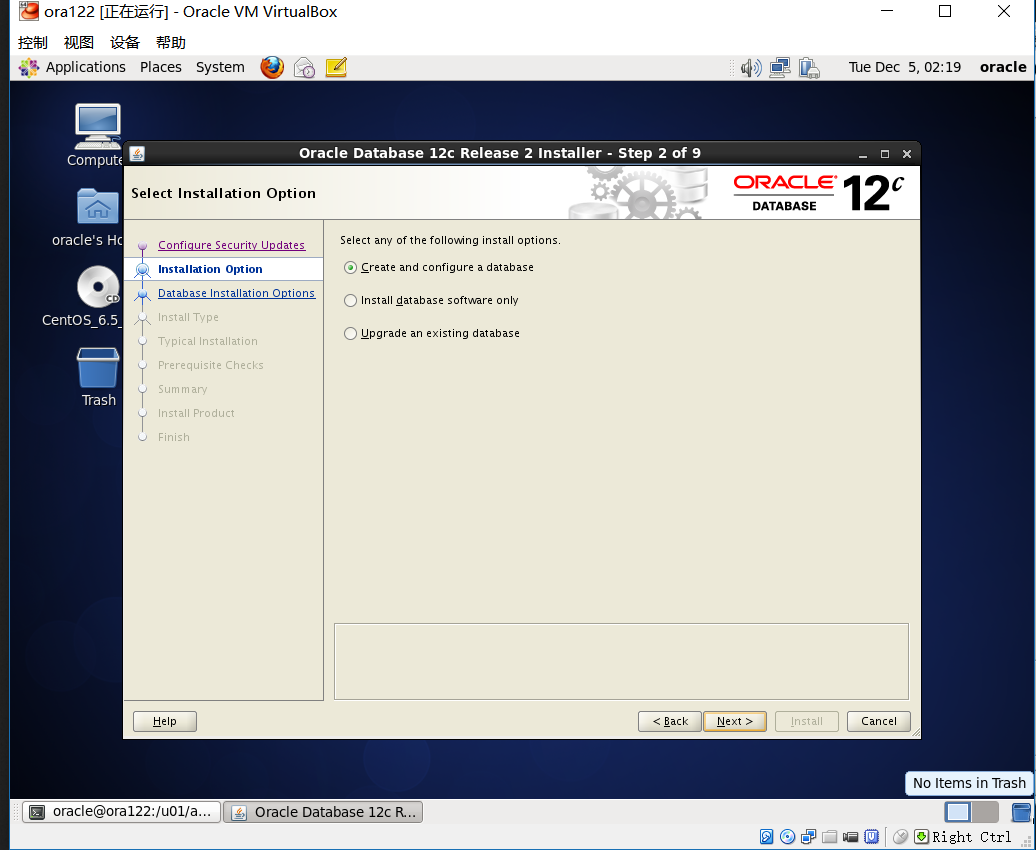 ora122 [正在运行] - Oracle VM VirtualBox
控制 视图 设备 帮助
Applications Places System Tue Dec 5, 02:19 oracle
Compute
oracle's Ho
CD
CentOS_6.5_
Trash
Oracle Database 12c Release 2 Installer - Step 2 of 9
Select Installation Option
ORACLE
DATABASE
12c
Configure Security Updates
Installation Option
Database Installation Options
Install Type
Typical Installation
Prerequisite Checks
Summary
Install Product
Finish
Select any of the following install options.
Create and configure a database
Install database software only
Upgrade an existing database
Help < Back Next > Install Cancel
No Items in Trash
oracle@ora122:/u01/a... Oracle Database 12c R...
Right Ctrl